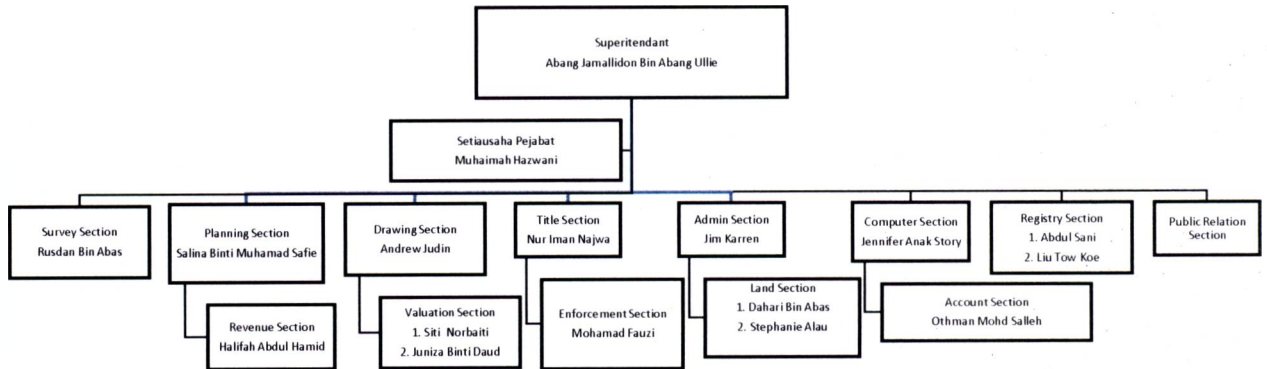 Superitendant
Abang Jamallidon Bin Abang Ullie
Setiausaha Pejabat
Muhaimah Hazwani
Survey Section
Rusdan Bin Abas
Planning Section
Salina Binti Muhamad Safie
Drawing Section
Andrew Judin
Title Section
Nur Iman Najwa
Admin Section
Jim Karren
Computer Section
Jennifer Anak Story
Registry Section
1. Abdul Sani
2. Liu Tow Koe
Public Relation
Section
Revenue Section
Halifah Abdul Hamid
Valuation Section
1. Siti Norbaiti
2. Juniza Binti Daud
Enforcement Section
Mohamad Fauzi
Land Section
1. Dahari Bin Abas
2. Stephanie Alau
Account Section
Othman Mohd Salleh